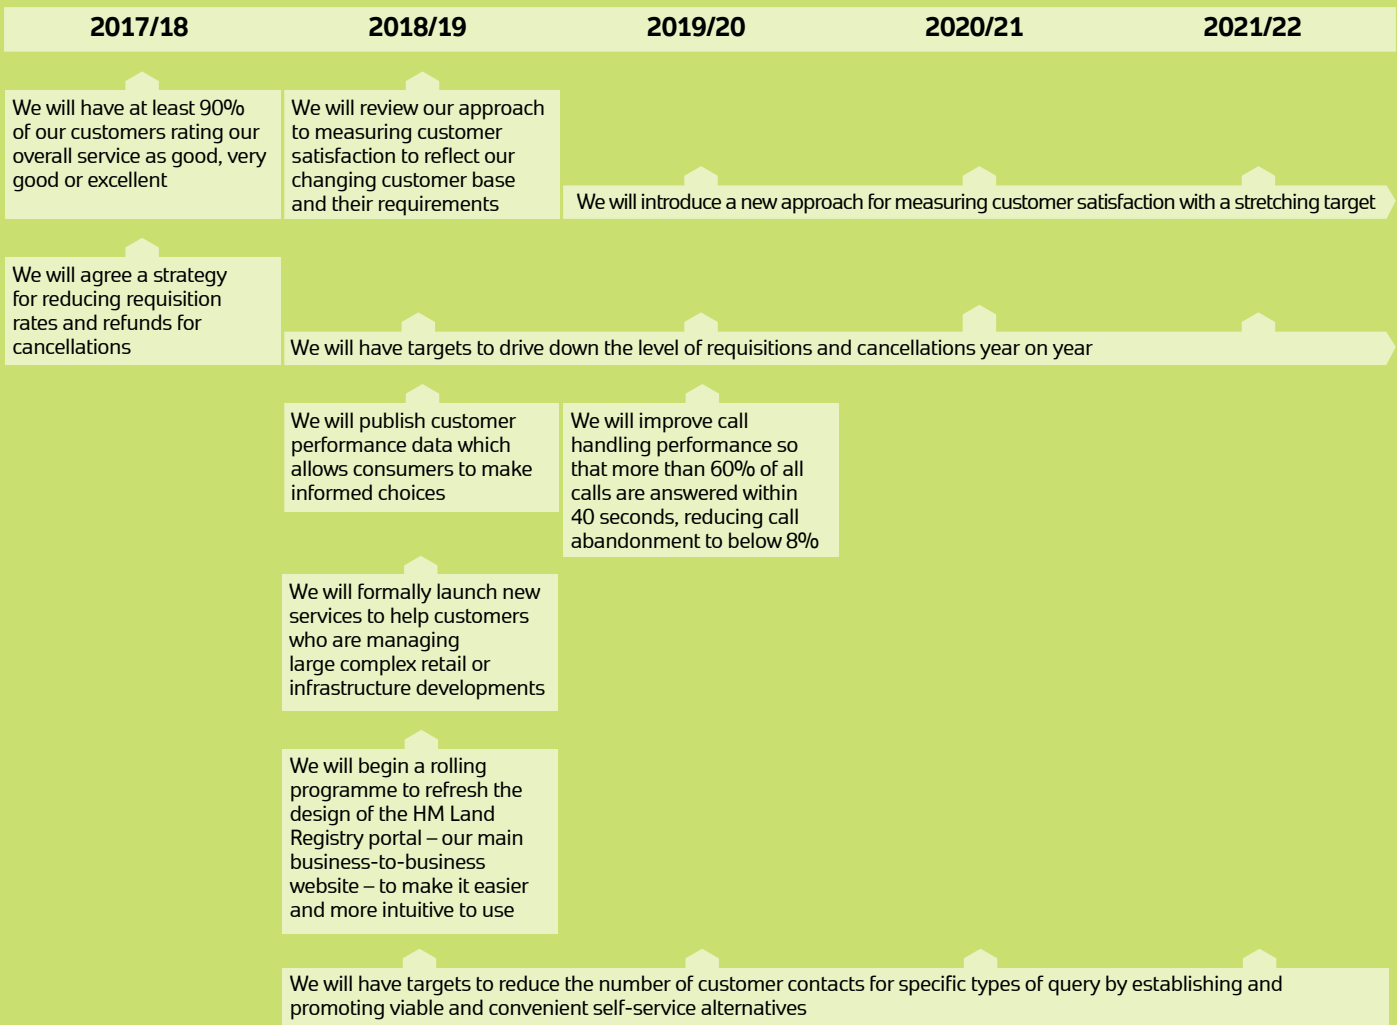 2017/18 2018/19 2019/20 2020/21 2021/22
We will have at least 90%
of our customers rating our
overall service as good, very
good or excellent
We will review our approach
to measuring customer
satisfaction to reflect our
changing customer base
and their requirements
We will introduce a new approach for measuring customer satisfaction with a stretching target
We will agree a strategy
for reducing requisition
rates and refunds for
cancellations
We will have targets to drive down the level of requisitions and cancellations year on year
We will publish customer
performance data which
allows consumers to make
informed choices
We will improve call
handling performance so
that more than 60% of all
calls are answered within
40 seconds, reducing call
abandonment to below 8%
We will formally launch new
services to help customers
who are managing
large complex retail or
infrastructure developments
We will begin a rolling
programme to refresh the
design of the HM Land
Registry portal – our main
business-to-business
website – to make it easier
and more intuitive to use
We will have targets to reduce the number of customer contacts for specific types of query by establishing and
promoting viable and convenient self-service alternatives